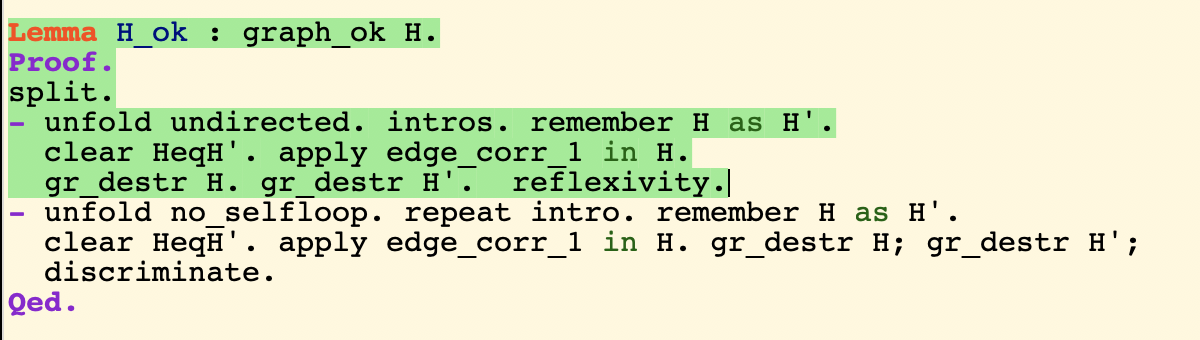 Lemma H_ok : graph_ok H.
Proof.
split.
- unfold undirected. intros. remember H as H'.
  clear HeqH'. apply edge_corr_1 in H.
  gr_destr H. gr_destr H'.  reflexivity.
- unfold no_selfloop. repeat intro. remember H as H'.
  clear HeqH'. apply edge_corr_1 in H. gr_destr H; gr_destr H';
  discriminate.
Qed.